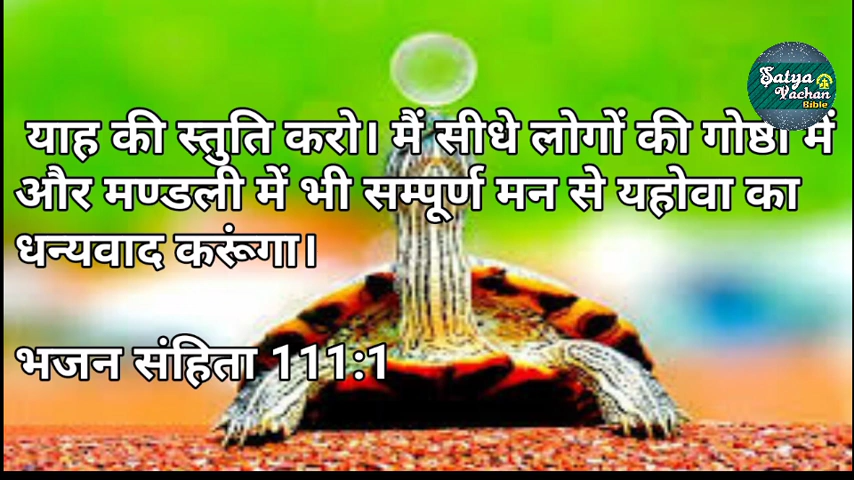 Satya
Vachan
Bible
याह की स्तुति करो। मैं सीधे लोगों की गोष्ठी में
और मण्डली में भी सम्पूर्ण मन से यहोवा का
धन्यवाद करूंगा।
भजन संहिता 111:1